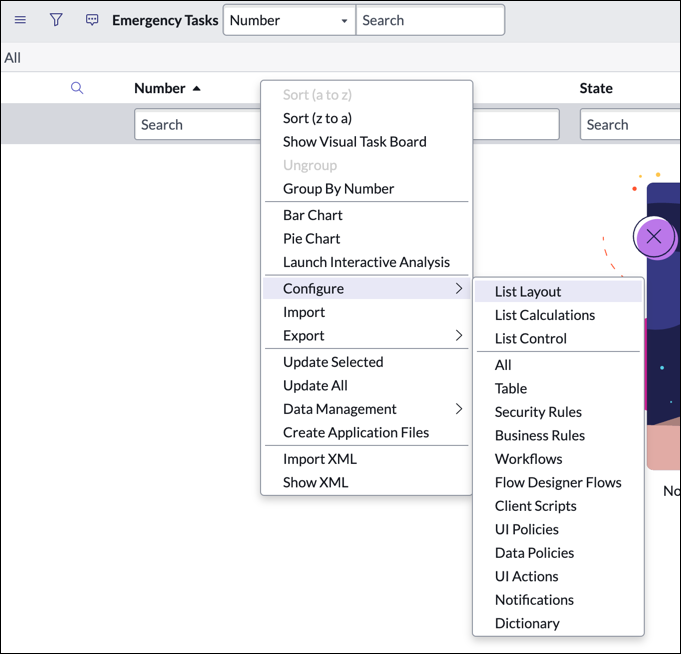 Emergency Tasks Number Search
All
Number State
Search Search
Sort (a to z)
Sort (z to a)
Show Visual Task Board
Ungroup
Group By Number
Bar Chart
Pie Chart
Launch Interactive Analysis
Configure
Import
Export
Update Selected
Update All
Data Management
Create Application Files
Import XML
Show XML
List Layout
List Calculations
List Control
All
Table
Security Rules
Business Rules
Workflows
Flow Designer Flows
Client Scripts
UI Policies
Data Policies
UI Actions
Notifications
Dictionary
No